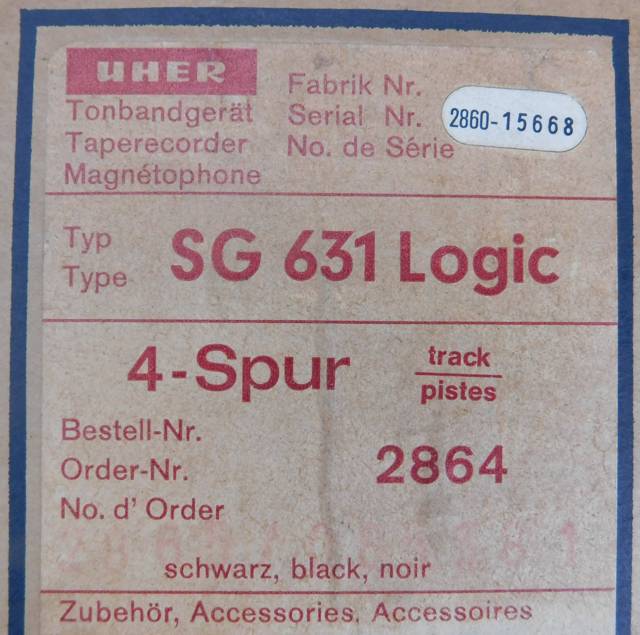 UHER
Tonbandgerät
Taperecorder
Magnétophone
Fabrik Nr.
Serial Nr.
No. de Série
2860-15668
Typ
Type
SG 631 Logic
4-Spur
track
pistes
Bestell-Nr.
Order-Nr.
No. d' Order
2864
schwarz, black, noir
Zubehör, Accessories, Accessoires